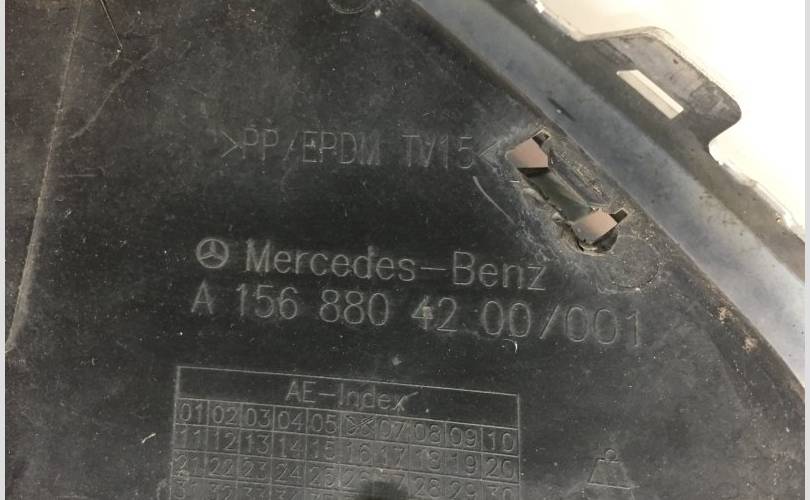 >PP/EPDM TV15<
Mercedes-Benz
A 156 880 42 00/001
AE-Index
01 02 03 04 05 07 08 09 10
11 12 13 14 15 16 17 18 19 20
21 22 23 24 25 26 27 28 29 30